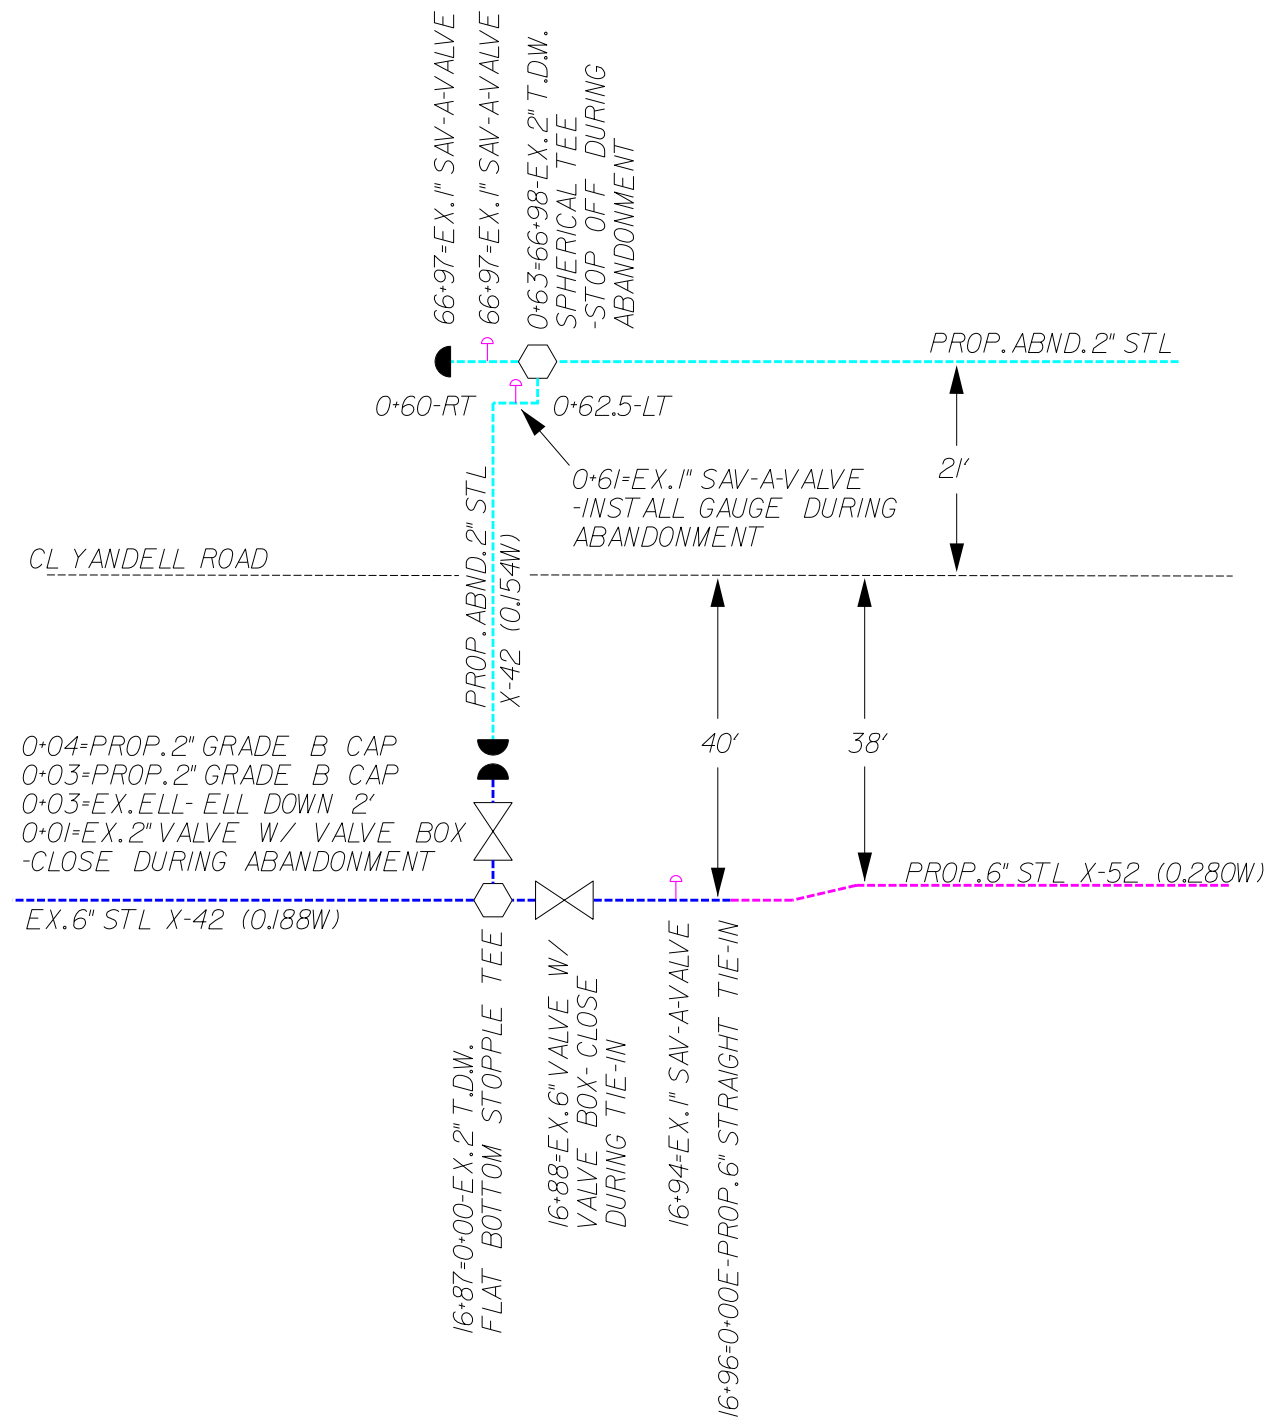 66+97=EX.1" SAV-A-VALVE
66+97=EX.1" SAV-A-VALVE
0+63=66+98-EX.2" T.D.W.
SPHERICAL TEE
-STOP OFF DURING
ABANDONMENT
PROP. ABND. 2" STL
0+60-RT
0+62.5-LT
21'
0+61=EX.1" SAV-A-VALVE
-INSTALL GAUGE DURING
ABANDONMENT
CL YANDELL ROAD
PROP. ABND. 2" STL
X-42 (0.154W)
40'
38'
0+04=PROP. 2" GRADE B CAP
0+03=PROP. 2" GRADE B CAP
0+03=EX.ELL- ELL DOWN 2'
0+01=EX.2" VALVE W/ VALVE BOX
-CLOSE DURING ABANDONMENT
PROP. 6" STL X-52 (0.280W)
EX.6" STL X-42 (0.188W)
16+87=0+00-EX.2" T.D.W.
FLAT BOTTOM STOPPLE TEE
16+88=EX.6" VALVE W/
VALVE BOX- CLOSE
DURING TIE-IN
16+94=EX.1" SAV-A-VALVE
16+96=0+00E-PROP. 6" STRAIGHT TIE-IN